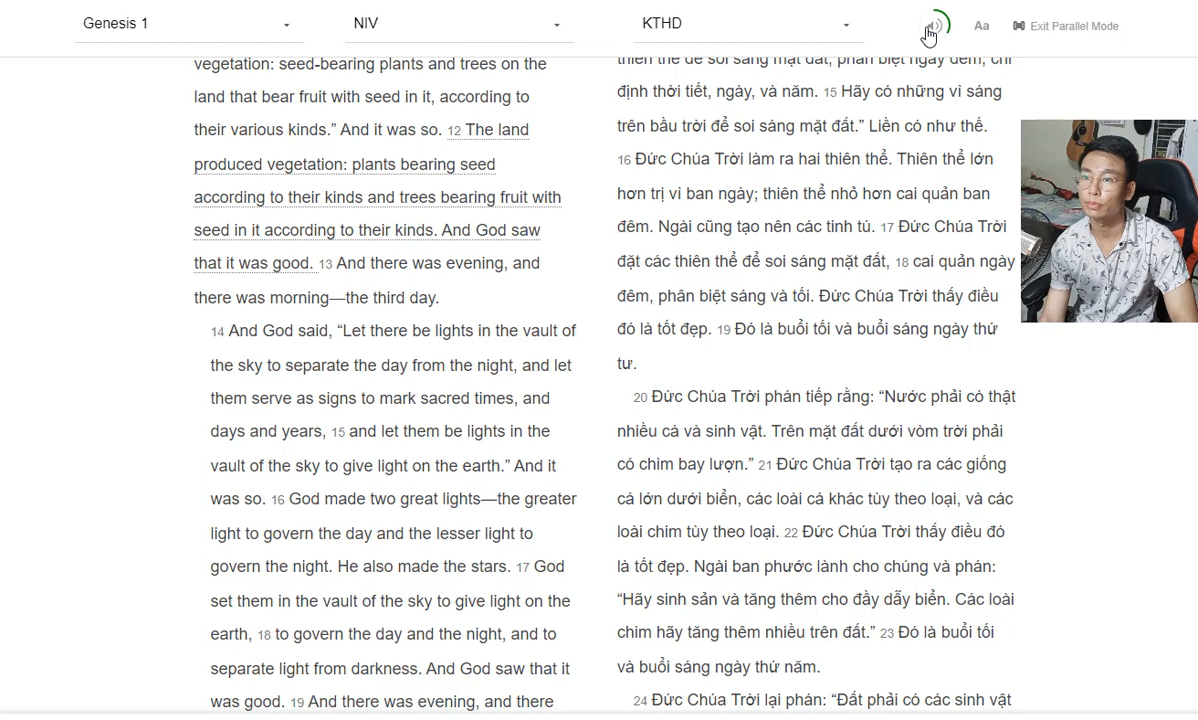 Genesis 1
NIV
KTHD
Aa
Exit Parallel Mode
vegetation: seed-bearing plants and trees on the
land that bear fruit with seed in it, according to
their various kinds.” And it was so. 12 The land
produced vegetation: plants bearing seed
according to their kinds and trees bearing fruit with
seed in it according to their kinds. And God saw
that it was good. 13 And there was evening, and
there was morning—the third day.
14 And God said, “Let there be lights in the vault of
the sky to separate the day from the night, and let
them serve as signs to mark sacred times, and
days and years, 15 and let them be lights in the
vault of the sky to give light on the earth.” And it
was so. 16 God made two great lights—the greater
light to govern the day and the lesser light to
govern the night. He also made the stars. 17 God
set them in the vault of the sky to give light on the
earth, 18 to govern the day and the night, and to
separate light from darkness. And God saw that it
was good. 19 And there was evening, and there
thiên thể để soi sáng mặt đất, phân biệt ngày đêm, chỉ
định thời tiết, ngày, và năm. 15 Hãy có những vì sáng
trên bầu trời để soi sáng mặt đất.” Liền có như thế.
16 Đức Chúa Trời làm ra hai thiên thể. Thiên thể lớn
hơn trị vì ban ngày; thiên thể nhỏ hơn cai quản ban
đêm. Ngài cũng tạo nên các tinh tú. 17 Đức Chúa Trời
đặt các thiên thể để soi sáng mặt đất, 18 cai quản ngày
đêm, phân biệt sáng và tối. Đức Chúa Trời thấy điều
đó là tốt đẹp. 19 Đó là buổi tối và buổi sáng ngày thứ
tư.
20 Đức Chúa Trời phán tiếp rằng: “Nước phải có thật
nhiều cá và sinh vật. Trên mặt đất dưới vòm trời phải
có chim bay lượn.” 21 Đức Chúa Trời tạo ra các giống
cá lớn dưới biển, các loài cá khác tùy theo loại, và các
loài chim tùy theo loại. 22 Đức Chúa Trời thấy điều đó
là tốt đẹp. Ngài ban phước lành cho chúng và phán:
“Hãy sinh sản và tăng thêm cho đầy dẫy biển. Các loài
chim hãy tăng thêm nhiều trên đất.” 23 Đó là buổi tối
và buổi sáng ngày thứ năm.
24 Đức Chúa Trời lại phán: “Đất phải có các sinh vật